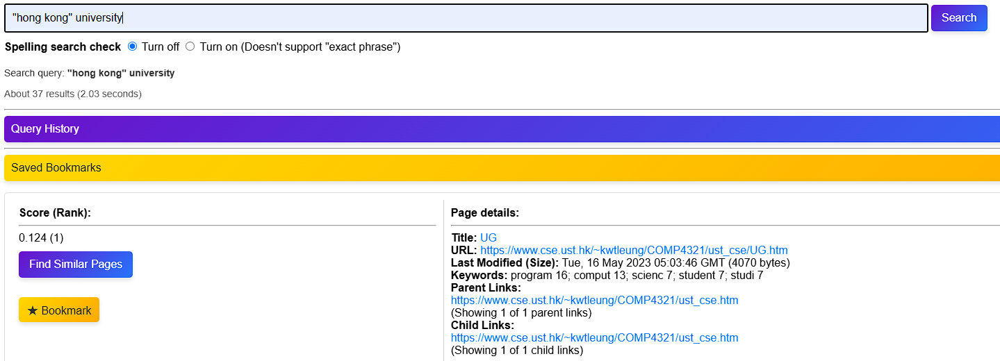 "hong kong" university
Search
Spelling search check Turn off Turn on (Doesn't support "exact phrase")
Search query: "hong kong" university
About 37 results (2.03 seconds)
Query History
Saved Bookmarks
Score (Rank):
0.124 (1)
Find Similar Pages
★ Bookmark
Page details:
Title: UG
URL: https://www.cse.ust.hk/~kwtleung/COMP4321/ust_cse/UG.htm
Last Modified (Size): Tue, 16 May 2023 05:03:46 GMT (4070 bytes)
Keywords: program 16; comput 13; scienc 7; student 7; studi 7
Parent Links:
https://www.cse.ust.hk/~kwtleung/COMP4321/ust_cse.htm
(Showing 1 of 1 parent links)
Child Links:
https://www.cse.ust.hk/~kwtleung/COMP4321/ust_cse.htm
(Showing 1 of 1 child links)